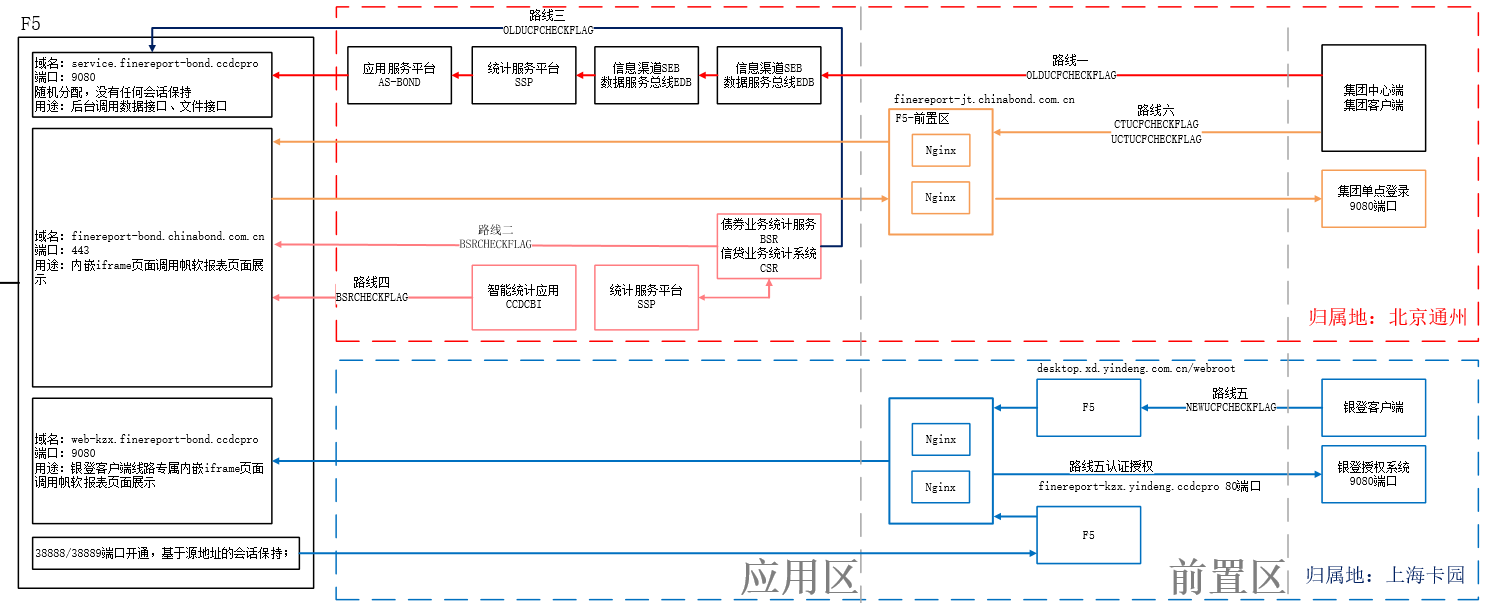 F5
域名: service.finereport-bond.ccdcpro
端口: 9080
随机分配，没有任何会话保持
用途: 后台调用数据接口、文件接口
域名: finereport-bond.chinabond.com.cn
端口: 443
用途: 内嵌iframe页面调用帆软报表页面展
示
域名: web-kzx.finereport-bond.ccdcpro
端口: 9080
用途: 银登客户端线路专属内嵌iframe页面
调用帆软报表页面展示
38888/38889端口开通，基于源地址的会话保持；
路线三
OLDUCFCHECKFLAG
应用服务平台
AS-BOND
统计服务平台
SSP
信息渠道SEB
数据服务总线EDB
信息渠道SEB
数据服务总线EDB
路线一
OLDUCFCHECKFLAG
集团中心端
集团客户端
finereport-jt.chinabond.com.cn
F5-前置区
Nginx
Nginx
路线六
CTUCFCHECKFLAG
UCTUCFCHECKFLAG
集团单点登录
9080端口
路线二
BSRCHECKFLAG
债券业务统计服务
BSR
信贷业务统计系统
CSR
路线四
BSRCHECKFLAG
智能统计应用
CCDCBI
统计服务平台
SSP
归属地: 北京通州
desktop.xd.yindeng.com.cn/webroot
F5
路线五
NEWUCFCHECKFLAG
银登客户端
Nginx
Nginx
路线五认证授权
finereport-kzx.yindeng.ccdcpro 80端口
银登授权系统
9080端口
F5
应用区
前置区
归属地: 上海卡园